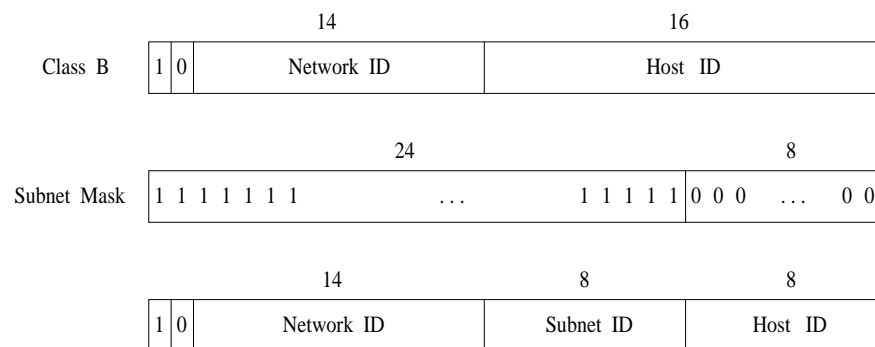 14 16
Class B 1 0 Network ID Host ID
24 8
Subnet Mask 1 1 1 1 1 1 1 ... 1 1 1 1 1 0 0 0 ... 0 0
14 8 8
1 0 Network ID Subnet ID Host ID